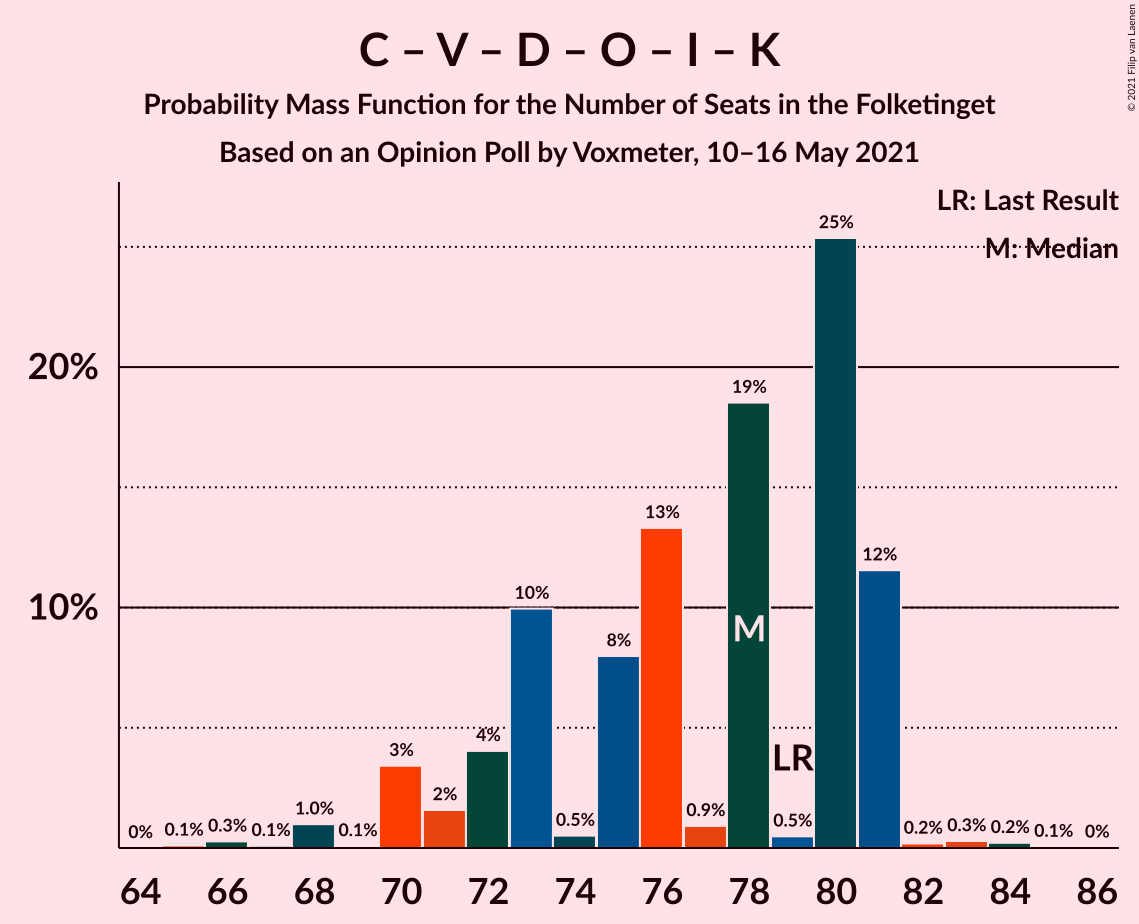 C – V – D – O – I – K
Probability Mass Function for the Number of Seats in the Folketinget
Based on an Opinion Poll by Voxmeter, 10–16 May 2021
© 2021 Filip van Laenen
LR: Last Result
M: Median
20%
10%
0%
0.1%
0.3%
0.1%
1.0%
0.1%
3%
2%
4%
10%
0.5%
8%
13%
0.9%
19%
0.5%
25%
12%
0.2%
0.3%
0.2%
0.1%
0%
M
LR
64 66 68 70 72 74 76 78 80 82 84 86